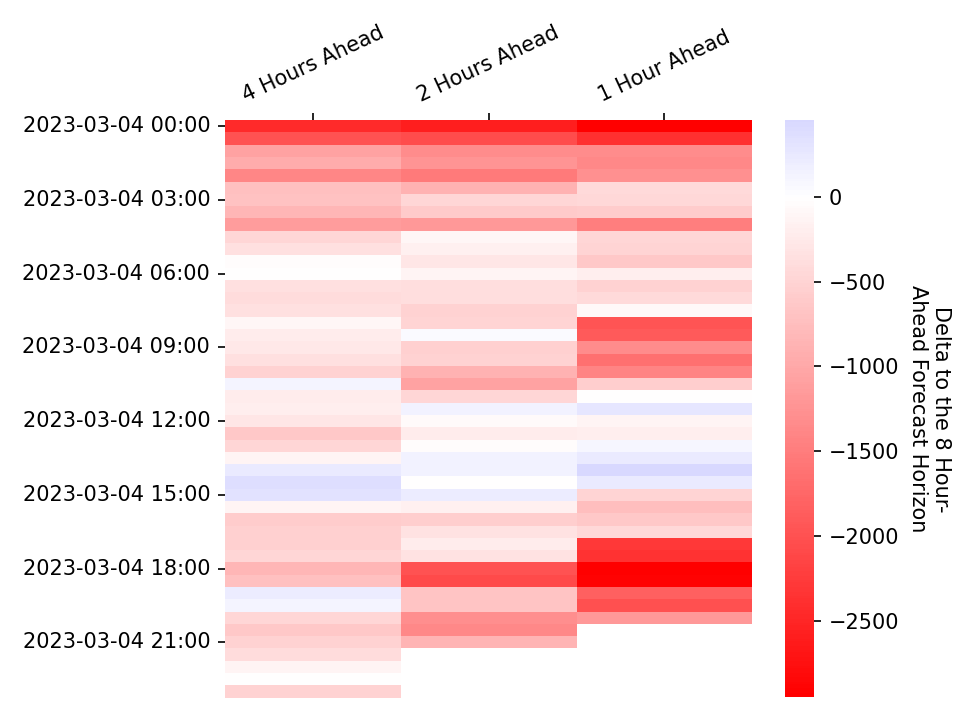 4 Hours Ahead
2 Hours Ahead
1 Hour Ahead
2023-03-04 00:00
2023-03-04 03:00
2023-03-04 06:00
2023-03-04 09:00
2023-03-04 12:00
2023-03-04 15:00
2023-03-04 18:00
2023-03-04 21:00
0
−500
−1000
−1500
−2000
−2500
Delta to the 8 Hour-
Ahead Forecast Horizon